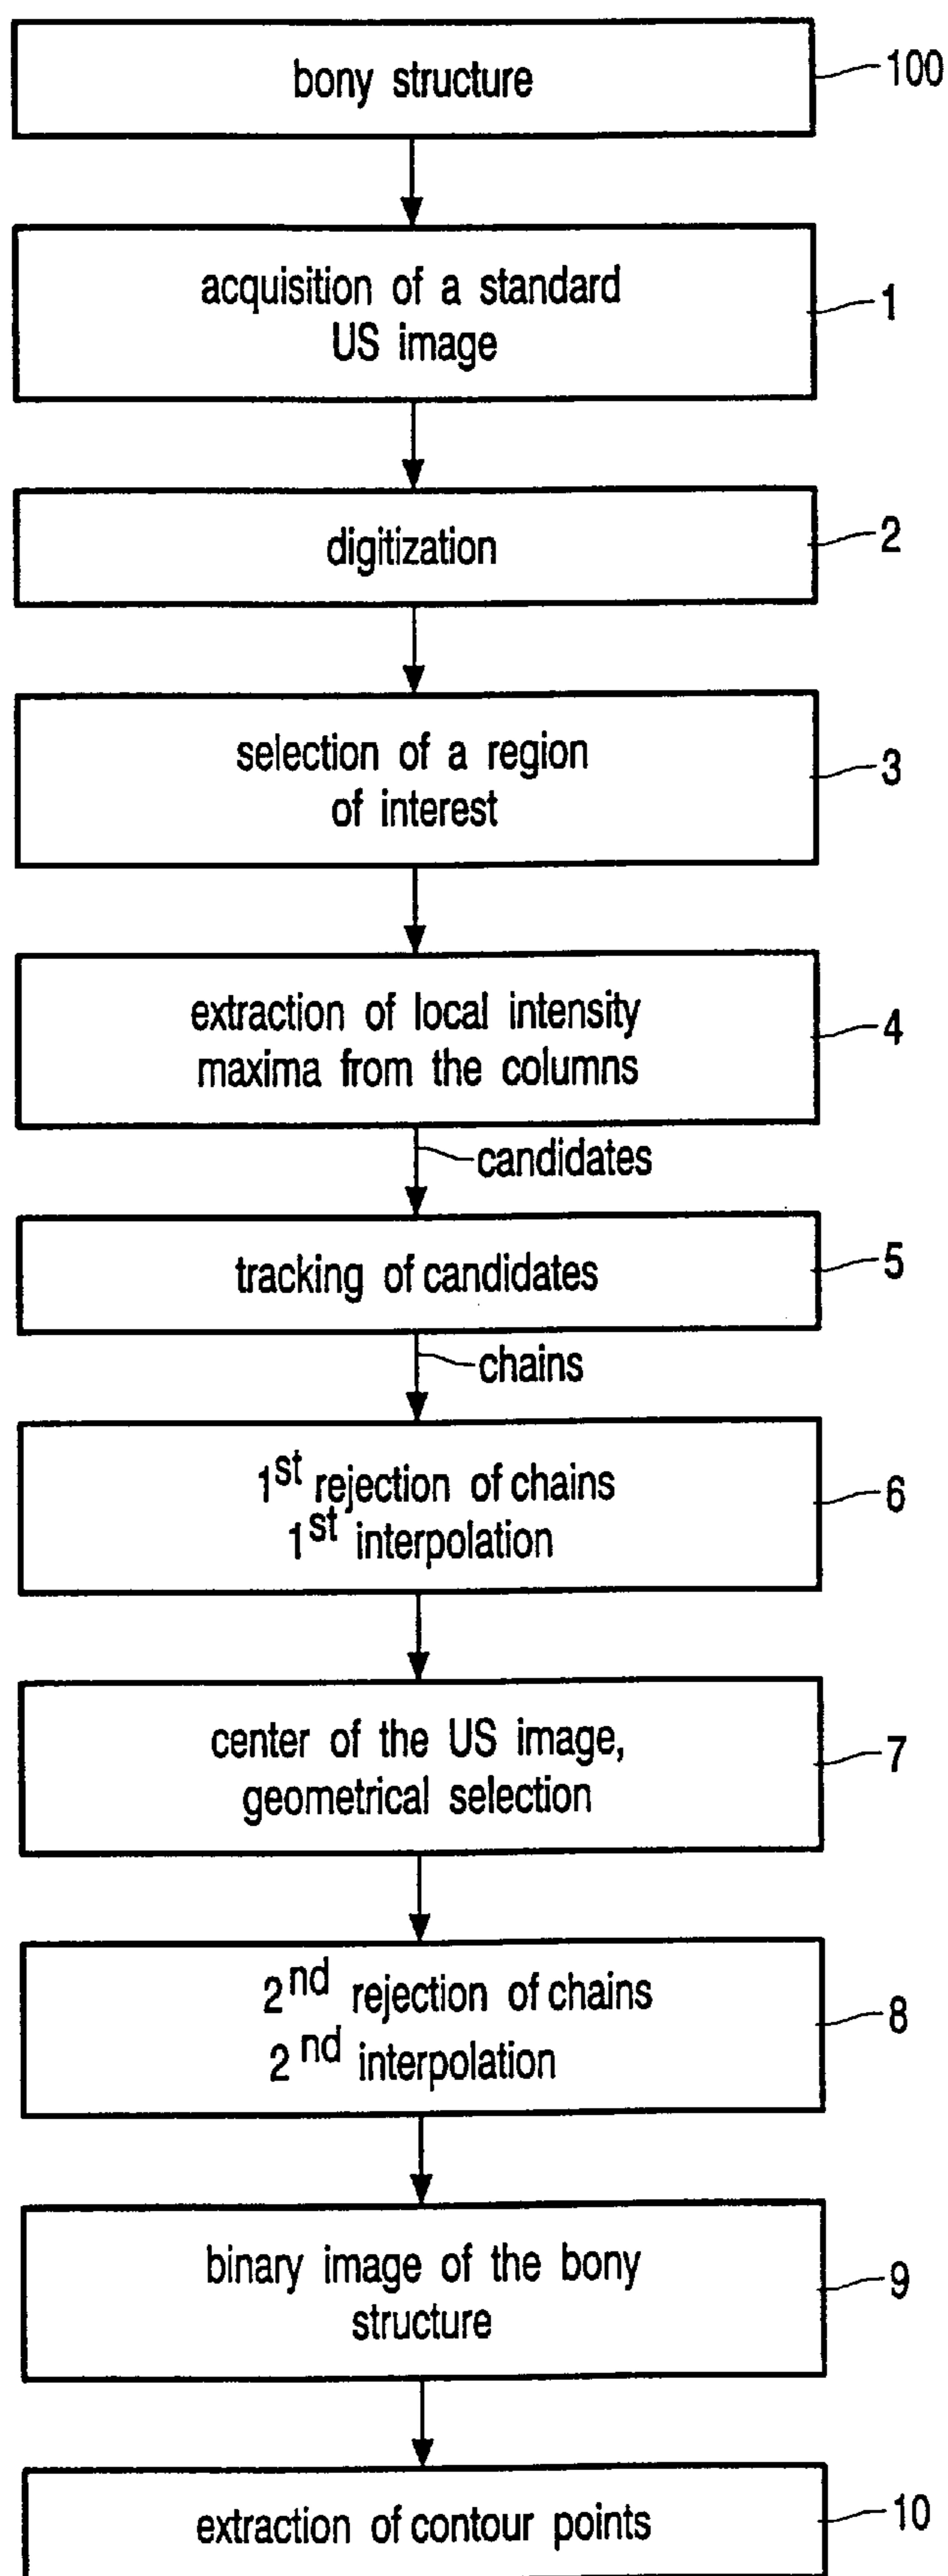 bony structure
100
acquisition of a standard
US image
1
digitization
2
selection of a region
of interest
3
extraction of local intensity
maxima from the columns
4
candidates
tracking of candidates
5
chains
1st rejection of chains
1st interpolation
6
center of the US image,
geometrical selection
7
2nd rejection of chains
2nd interpolation
8
binary image of the bony
structure
9
extraction of contour points
10